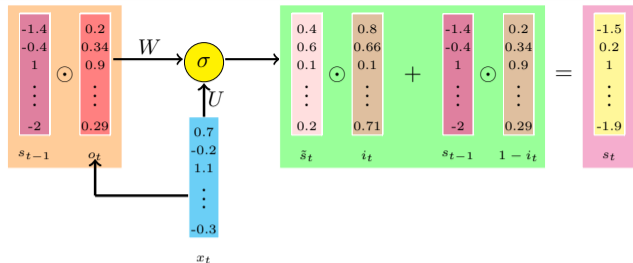 -1.4 0.2 0.4 0.8 -1.4 0.2 -1.5
-0.4 0.34 W σ 0.6 0.66 -0.4 0.34 0.2
1 ⊙ 0.9 0.1 ⊙ 0.1 + 1 ⊙ 0.9 = 1
⋮ ⋮ U ⋮ ⋮ ⋮ ⋮ ⋮
-2 0.29 0.2 0.71 -2 0.29 -1.9
s_{t−1} o_t s̃_t i_t s_{t−1} 1 − i_t s_t
0.7
-0.2
1.1
⋮
-0.3
x_t